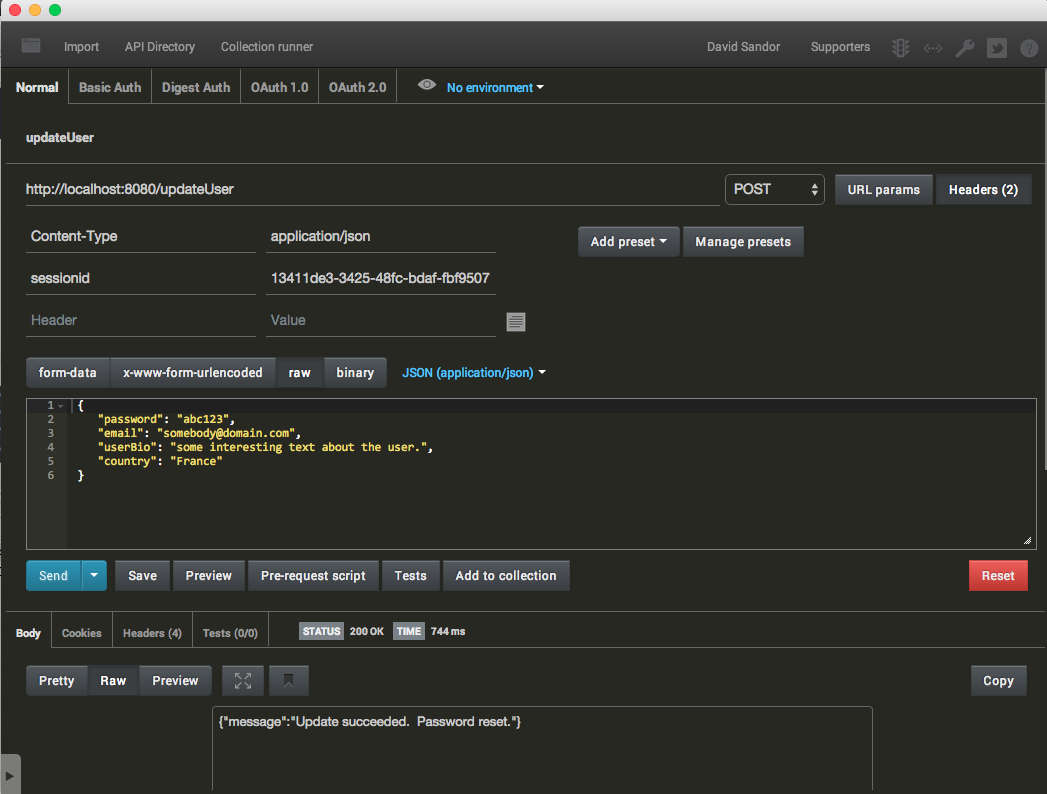 Import API Directory Collection runner David Sandor Supporters
Normal Basic Auth Digest Auth OAuth 1.0 OAuth 2.0 No environment
updateUser
http://localhost:8080/updateUser POST URL params Headers (2)
Content-Type application/json Add preset Manage presets
sessionid 13411de3-3425-48fc-bdaf-fbf9507
Header Value
form-data x-www-form-urlencoded raw binary JSON (application/json)
1 {
2 "password": "abc123",
3 "email": "somebody@domain.com",
4 "userBio": "some interesting text about the user.",
5 "country": "France"
6 }
Send Save Preview Pre-request script Tests Add to collection Reset
Body Cookies Headers (4) Tests (0/0) STATUS 200 OK TIME 744 ms
Pretty Raw Preview Copy
{"message":"Update succeeded.  Password reset."}